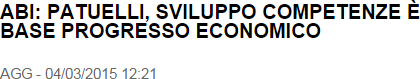 ABI: PATUELLI, SVILUPPO COMPETENZE È
BASE PROGRESSO ECONOMICO
AGG - 04/03/2015 12:21